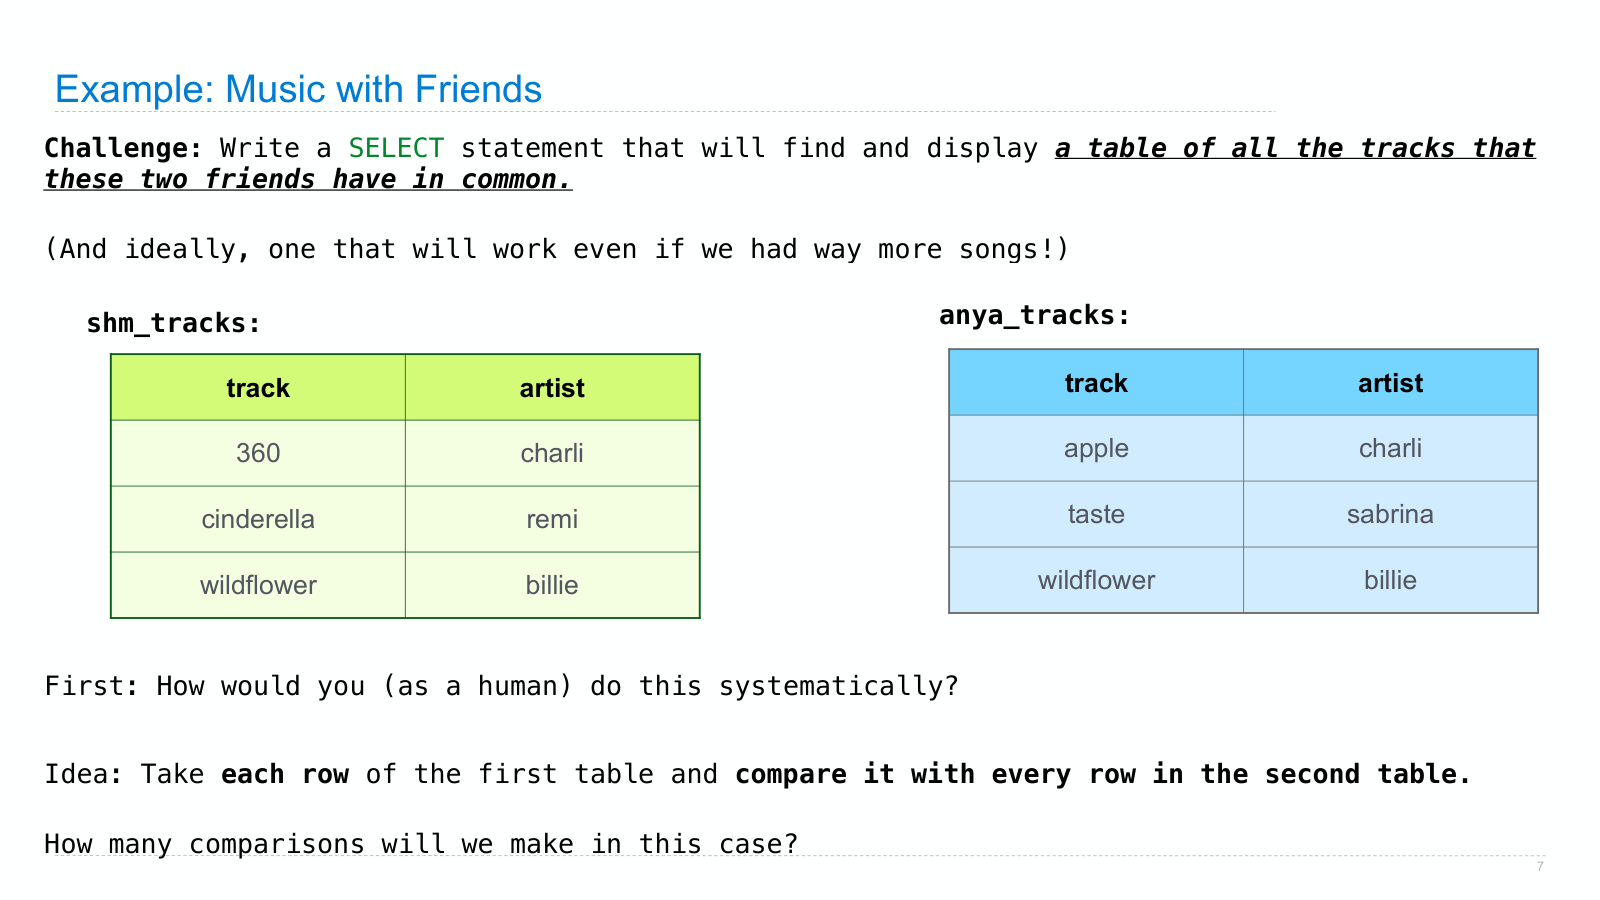 Example: Music with Friends
Challenge: Write a SELECT statement that will find and display a table of all the tracks that
these two friends have in common.
(And ideally, one that will work even if we had way more songs!)
shm_tracks:
track artist
360 charli
cinderella remi
wildflower billie
anya_tracks:
track artist
apple charli
taste sabrina
wildflower billie
First: How would you (as a human) do this systematically?
Idea: Take each row of the first table and compare it with every row in the second table.
How many comparisons will we make in this case?
7